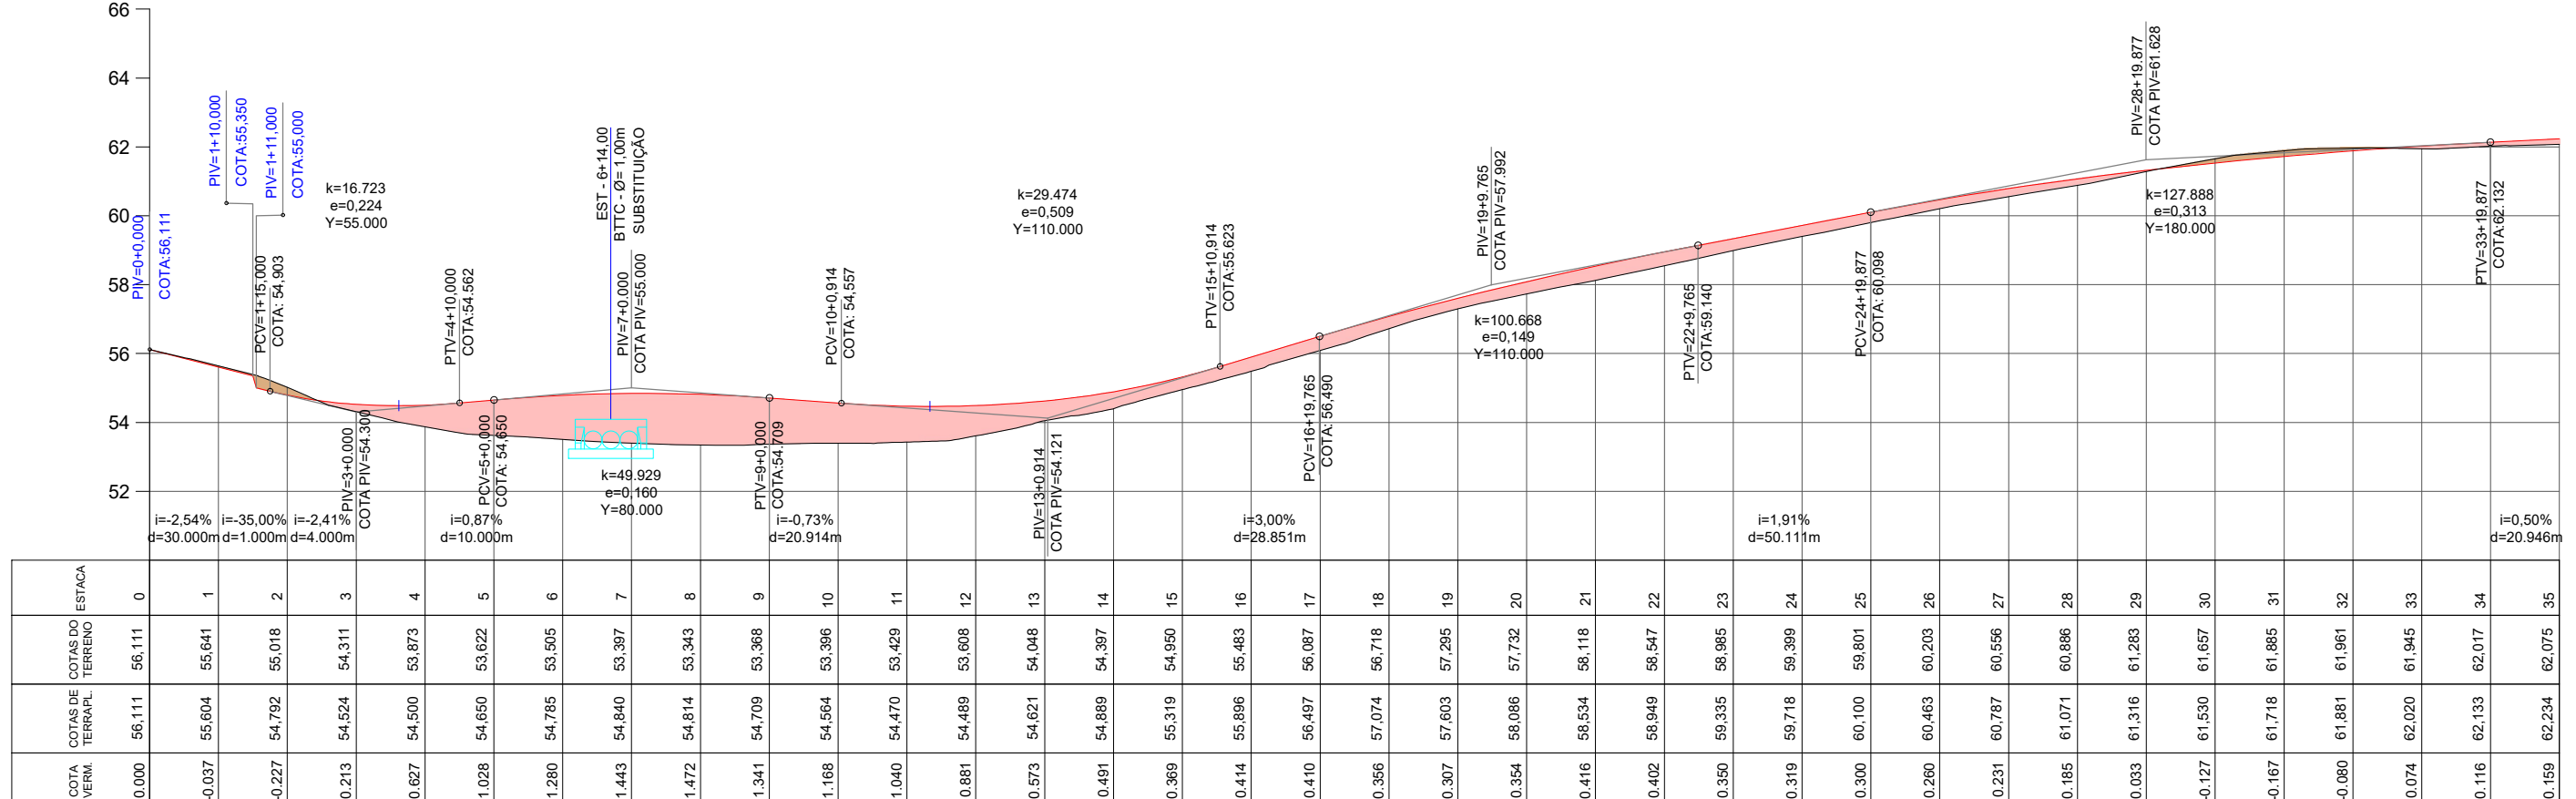 66
64
62
60
58
56
54
52
PIV=0+0,000
COTA:56,111
PIV=1+10,000
COTA:55,350
PIV=1+11,000
COTA:55,000
PCV=1+15,000
COTA: 54,903
k=16.723
e=0,224
Y=55.000
PIV=3+0.000
COTA PIV=54.300
PTV=4+10,000
COTA:54.562
PCV=5+0,000
COTA: 54,650
EST - 6+14,00
BTTC - Ø= 1,00m
SUBSTITUIÇÃO
PIV=7+0.000
COTA PIV=55.000
k=49.929
e=0,160
Y=80.000
PTV=9+0,000
COTA:54.709
PCV=10+0,914
COTA: 54,557
k=29.474
e=0,509
Y=110.000
PIV=13+0.914
COTA PIV=54.121
PTV=15+10,914
COTA:55.623
PCV=16+19,765
COTA: 56,490
PIV=19+9.765
COTA PIV=57.992
k=100.668
e=0,149
Y=110.000
PTV=22+9,765
COTA:59.140
PCV=24+19,877
COTA: 60,098
PIV=28+19.877
COTA PIV=61.628
k=127.888
e=0,313
Y=180.000
PTV=33+19,877
COTA:62.132
i=-2,54%
d=30.000m
i=-35,00%
d=1.000m
i=-2,41%
d=4.000m
i=0,87%
d=10.000m
i=-0,73%
d=20.914m
i=3,00%
d=28.851m
i=1,91%
d=50.111m
i=0,50%
d=20.946m
ESTACA 0 1 2 3 4 5 6 7 8 9 10 11 12 13 14 15 16 17 18 19 20 21 22 23 24 25 26 27 28 29 30 31 32 33 34 35
COTAS DO
TERRENO 56,111 55,641 55,018 54,311 53,873 53,622 53,505 53,397 53,343 53,368 53,396 53,429 53,608 54,048 54,397 54,950 55,483 56,087 56,718 57,295 57,732 58,118 58,547 58,985 59,399 59,801 60,203 60,556 60,886 61,283 61,657 61,885 61,961 61,945 62,017 62,075
COTAS DE
TERRAPL. 56,111 55,604 54,792 54,524 54,500 54,650 54,785 54,840 54,814 54,709 54,564 54,470 54,489 54,621 54,889 55,319 55,896 56,497 57,074 57,603 58,086 58,534 58,949 59,335 59,718 60,100 60,463 60,787 61,071 61,316 61,530 61,718 61,881 62,020 62,133 62,234
COTA
VERM. 0.000 -0.037 -0.227 0.213 0.627 1.028 1.280 1.443 1.472 1.341 1.168 1.040 0.881 0.573 0.491 0.369 0.414 0.410 0.356 0.307 0.354 0.416 0.402 0.350 0.319 0.300 0.260 0.231 0.185 0.033 -0.127 -0.167 -0.080 0.074 0.116 0.159